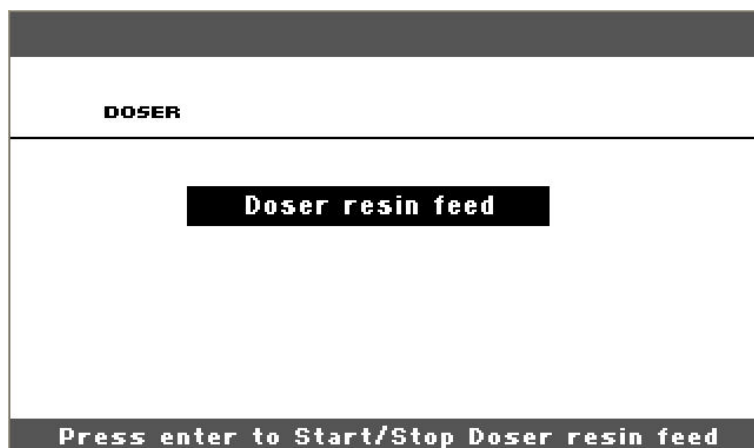 DOSER
Doser resin feed
Press enter to Start/Stop Doser resin feed